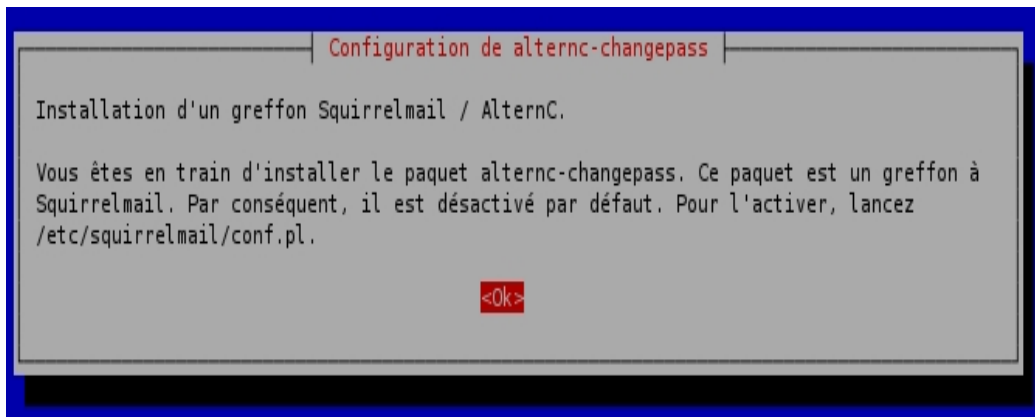 Configuration de alternc-changepass
Installation d'un greffon Squirrelmail / AlternC.
Vous êtes en train d'installer le paquet alternc-changepass. Ce paquet est un greffon à
Squirrelmail. Par conséquent, il est désactivé par défaut. Pour l'activer, lancez
/etc/squirrelmail/conf.pl.
<Ok>